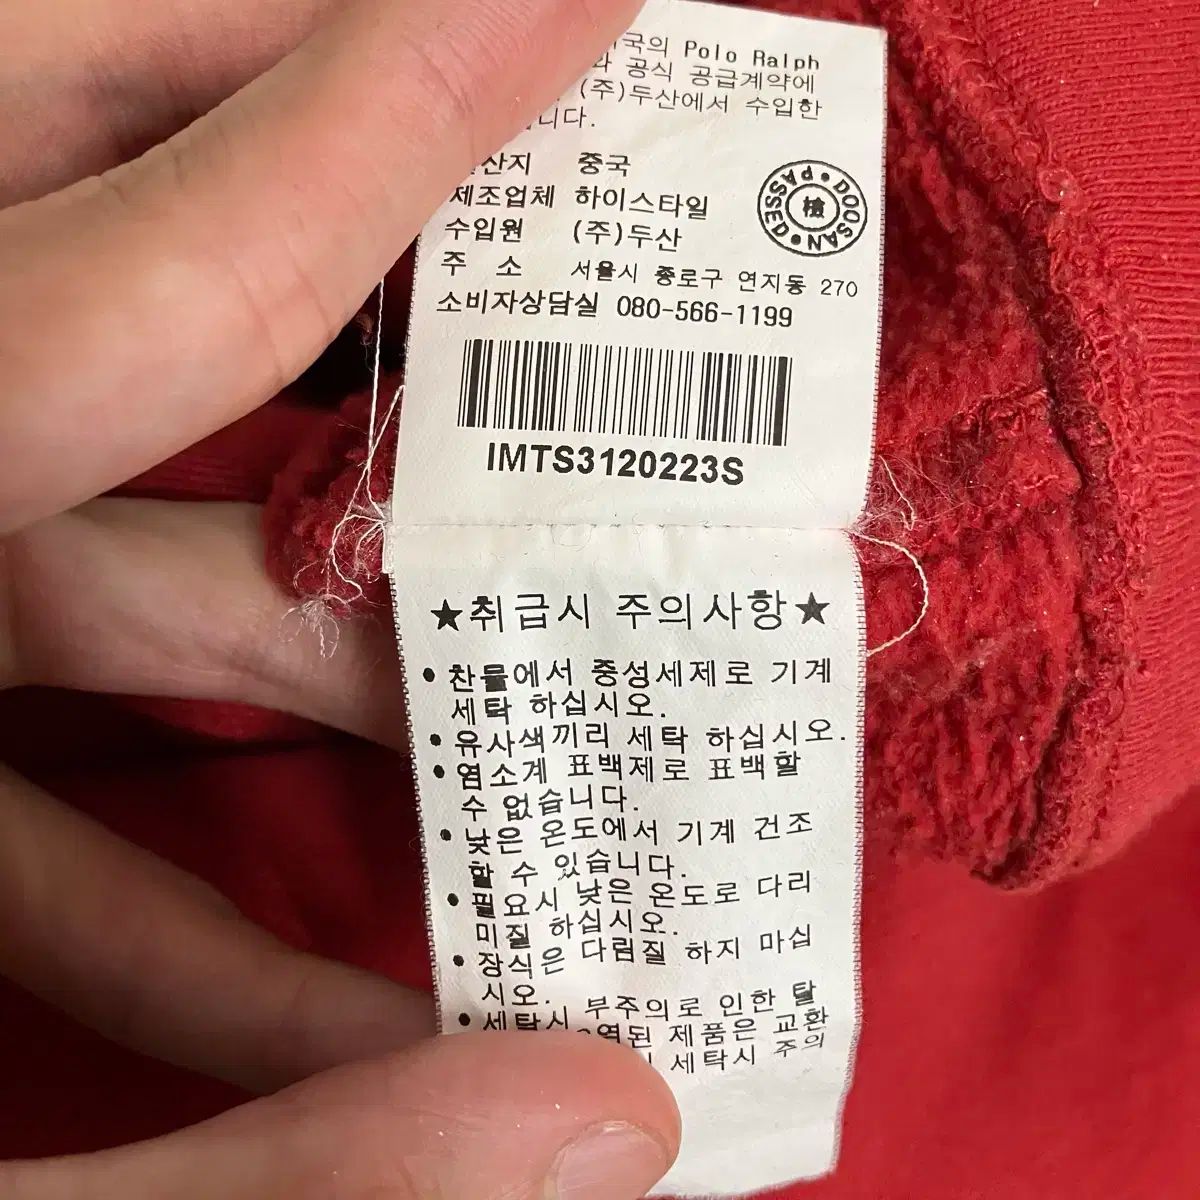 Polo Ralph
공식 공급계약에
(주)두산에서 수입한
니다.
중국
제조업체 하이스타일
수입원 (주)두산
주 소 서울시 종로구 연지동 270
소비자상담실 080-566-1199
DOOSAN PASSED
檢
IMTS3120223S
★취급시 주의사항★
• 찬물에서 중성세제로 기계
세탁 하십시오.
• 유사색끼리 세탁 하십시오.
• 염소계 표백제로 표백할
수 없습니다.
• 낮은 온도에서 기계 건조
할 수 있습니다.
• 필요시 낮은 온도로 다리
미질 하십시오.
• 장식은 다림질 하지 마십
시오.
• 세탁시 부주의로 인한 탈
제품은 교환
세탁시 주의